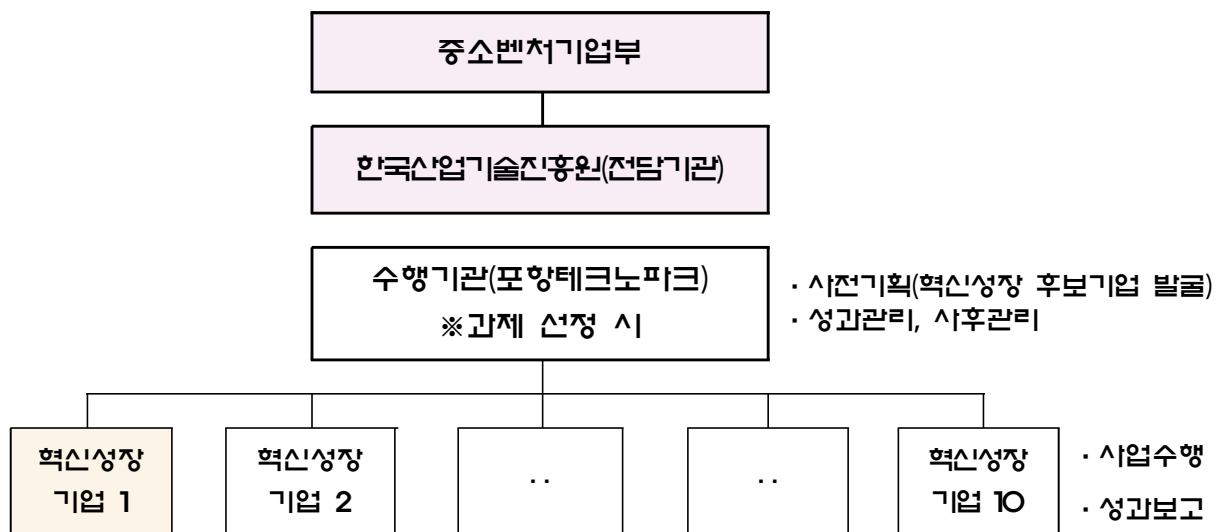 중소벤처기업부
한국산업기술진흥원(전담기관)
수행기관(포항테크노파크)
※과제 선정 시
· 사전기획(혁신성장 후보기업 발굴)
· 성과관리, 사후관리
혁신성장
기업 1
혁신성장
기업 2
..
..
혁신성장
기업 10
· 사업수행
· 성과보고